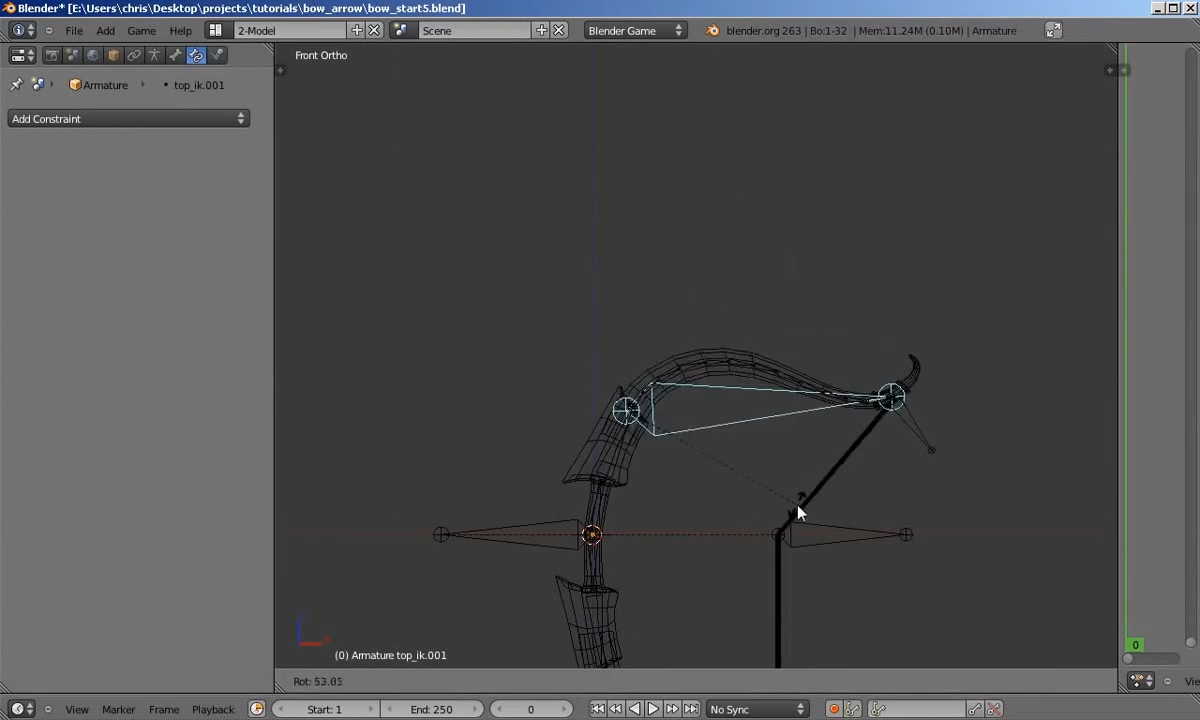 Blender* [E:\Users\chris\Desktop\projects\tutorials\bow_arrow\bow_start5.blend]
File Add Game Help 2-Model Scene Blender Game blender.org 263 | Bo:1-32 | Mem:11.24M (0.10M) | Armature
Front Ortho
Armature top_ik.001
Add Constraint
0
(0) Armature top_ik.001
Rot: 53.05
View Marker Frame Playback Start: 1 End: 250 0 No Sync Vie